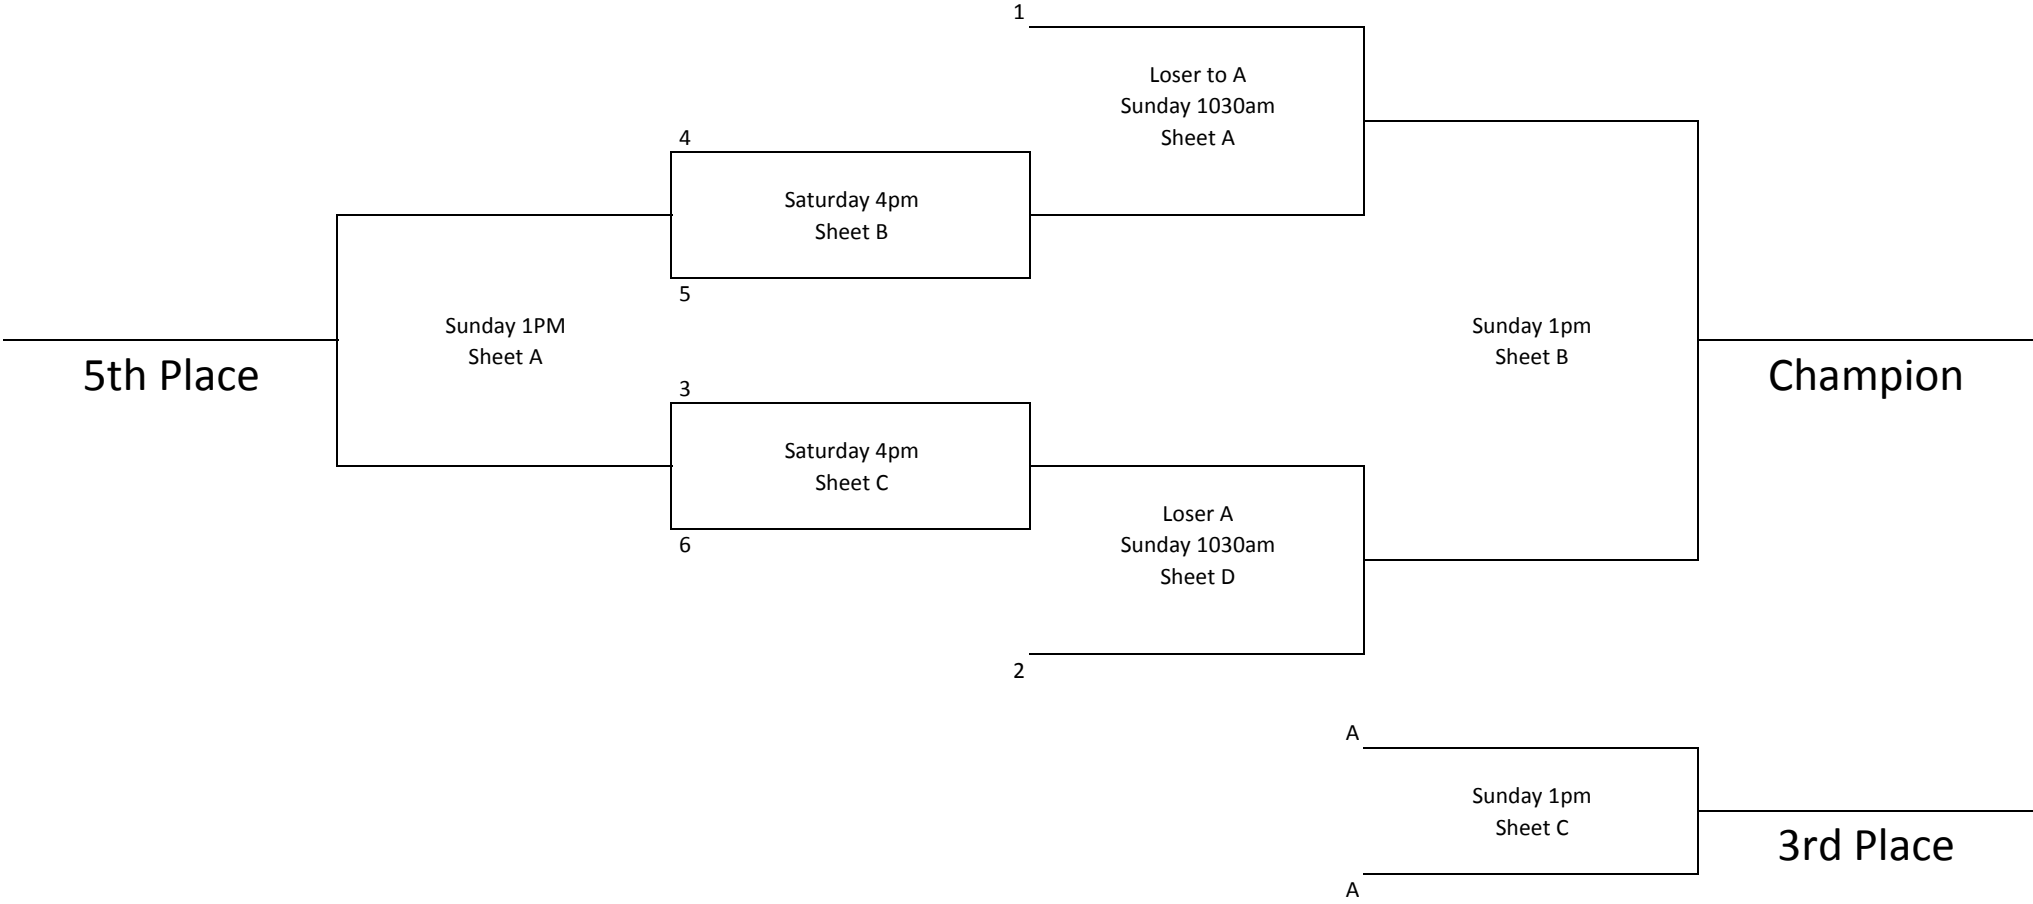 1
Loser to A
Sunday 1030am
Sheet A
4
Saturday 4pm
Sheet B
5
Sunday 1PM
Sheet A
5th Place
Sunday 1pm
Sheet B
Champion
3
Saturday 4pm
Sheet C
6
Loser A
Sunday 1030am
Sheet D
2
A
Sunday 1pm
Sheet C
3rd Place
A